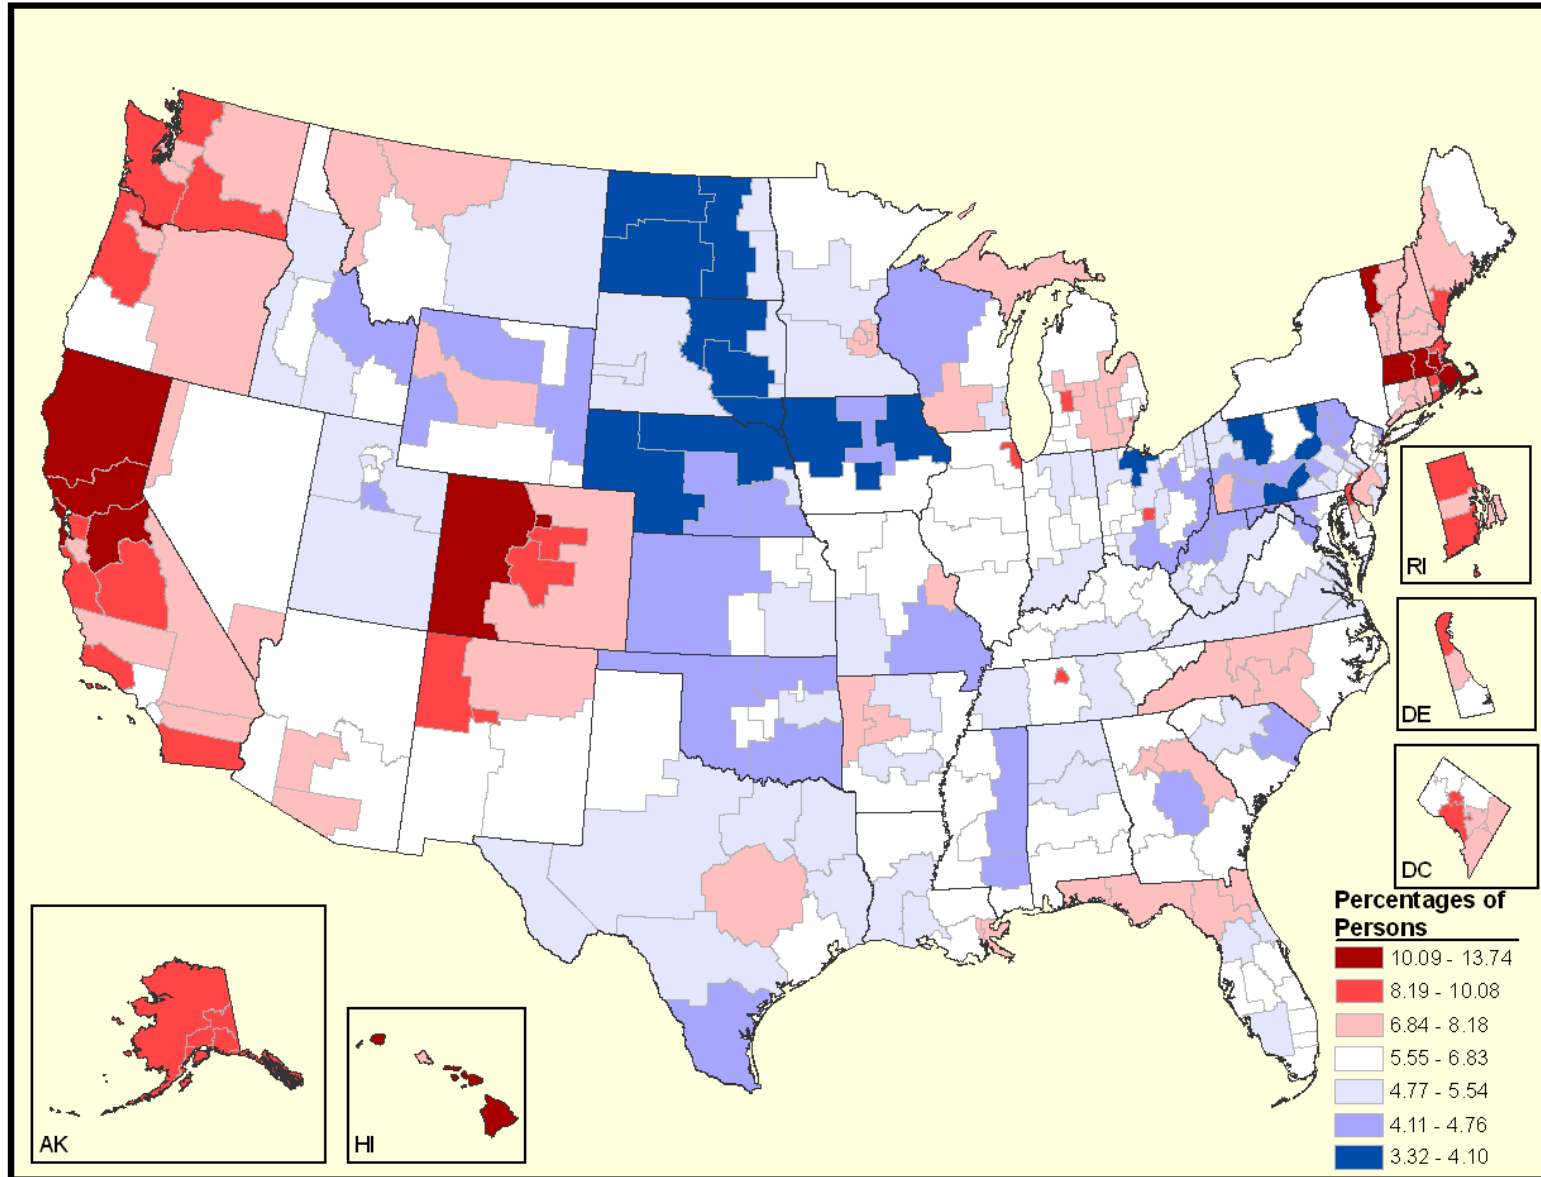 RI
DE
DC
AK
HI
Percentages of
Persons
10.09 - 13.74
8.19 - 10.08
6.84 - 8.18
5.55 - 6.83
4.77 - 5.54
4.11 - 4.76
3.32 - 4.10